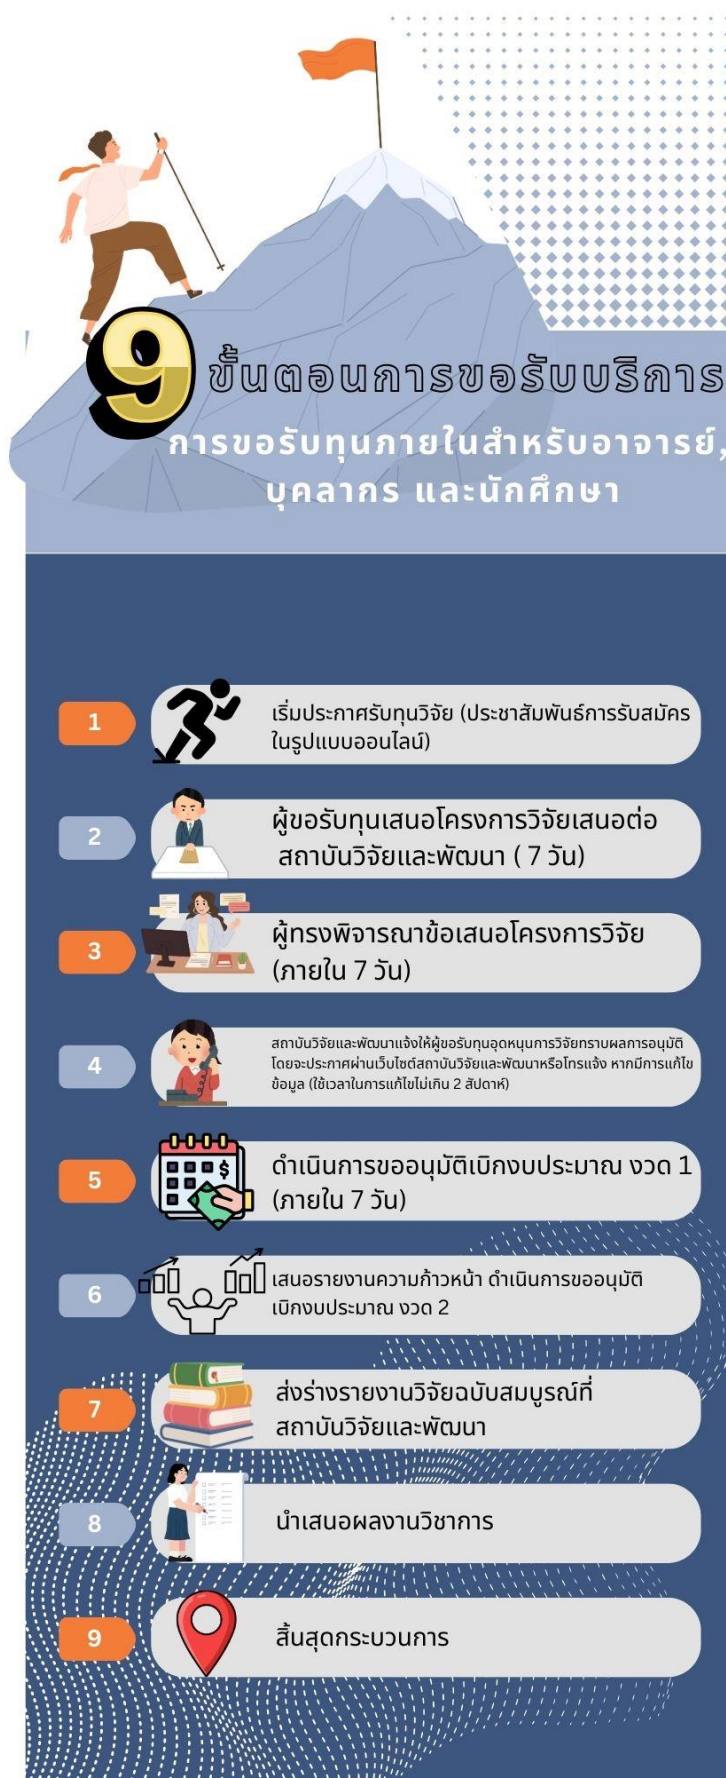 9 ขั้นตอนการขอรับบริการ
การขอรับทุนภายในสำหรับอาจารย์,
บุคลากร และนักศึกษา
1
เริ่มประกาศรับทุนวิจัย (ประชาสัมพันธ์การรับสมัคร
ในรูปแบบออนไลน์)
2
ผู้ขอรับทุนเสนอโครงการวิจัยเสนอต่อ
สถาบันวิจัยและพัฒนา ( 7 วัน)
3
ผู้ทรงพิจารณาข้อเสนอโครงการวิจัย
(ภายใน 7 วัน)
4
สถาบันวิจัยและพัฒนาแจ้งให้ผู้ขอรับทุนอุดหนุนการวิจัยทราบผลการอนุมัติ
โดยจะประกาศผ่านเว็บไซต์สถาบันวิจัยและพัฒนาหรือโทรแจ้ง หากมีการแก้ไข
ข้อมูล (ใช้เวลาในการแก้ไขไม่เกิน 2 สัปดาห์)
5
ดำเนินการขออนุมัติเบิกงบประมาณ งวด 1
(ภายใน 7 วัน)
6
เสนอรายงานความก้าวหน้า ดำเนินการขออนุมัติ
เบิกงบประมาณ งวด 2
7
ส่งร่างรายงานวิจัยฉบับสมบูรณ์ที่
สถาบันวิจัยและพัฒนา
8
นำเสนอผลงานวิชาการ
9
สิ้นสุดกระบวนการ